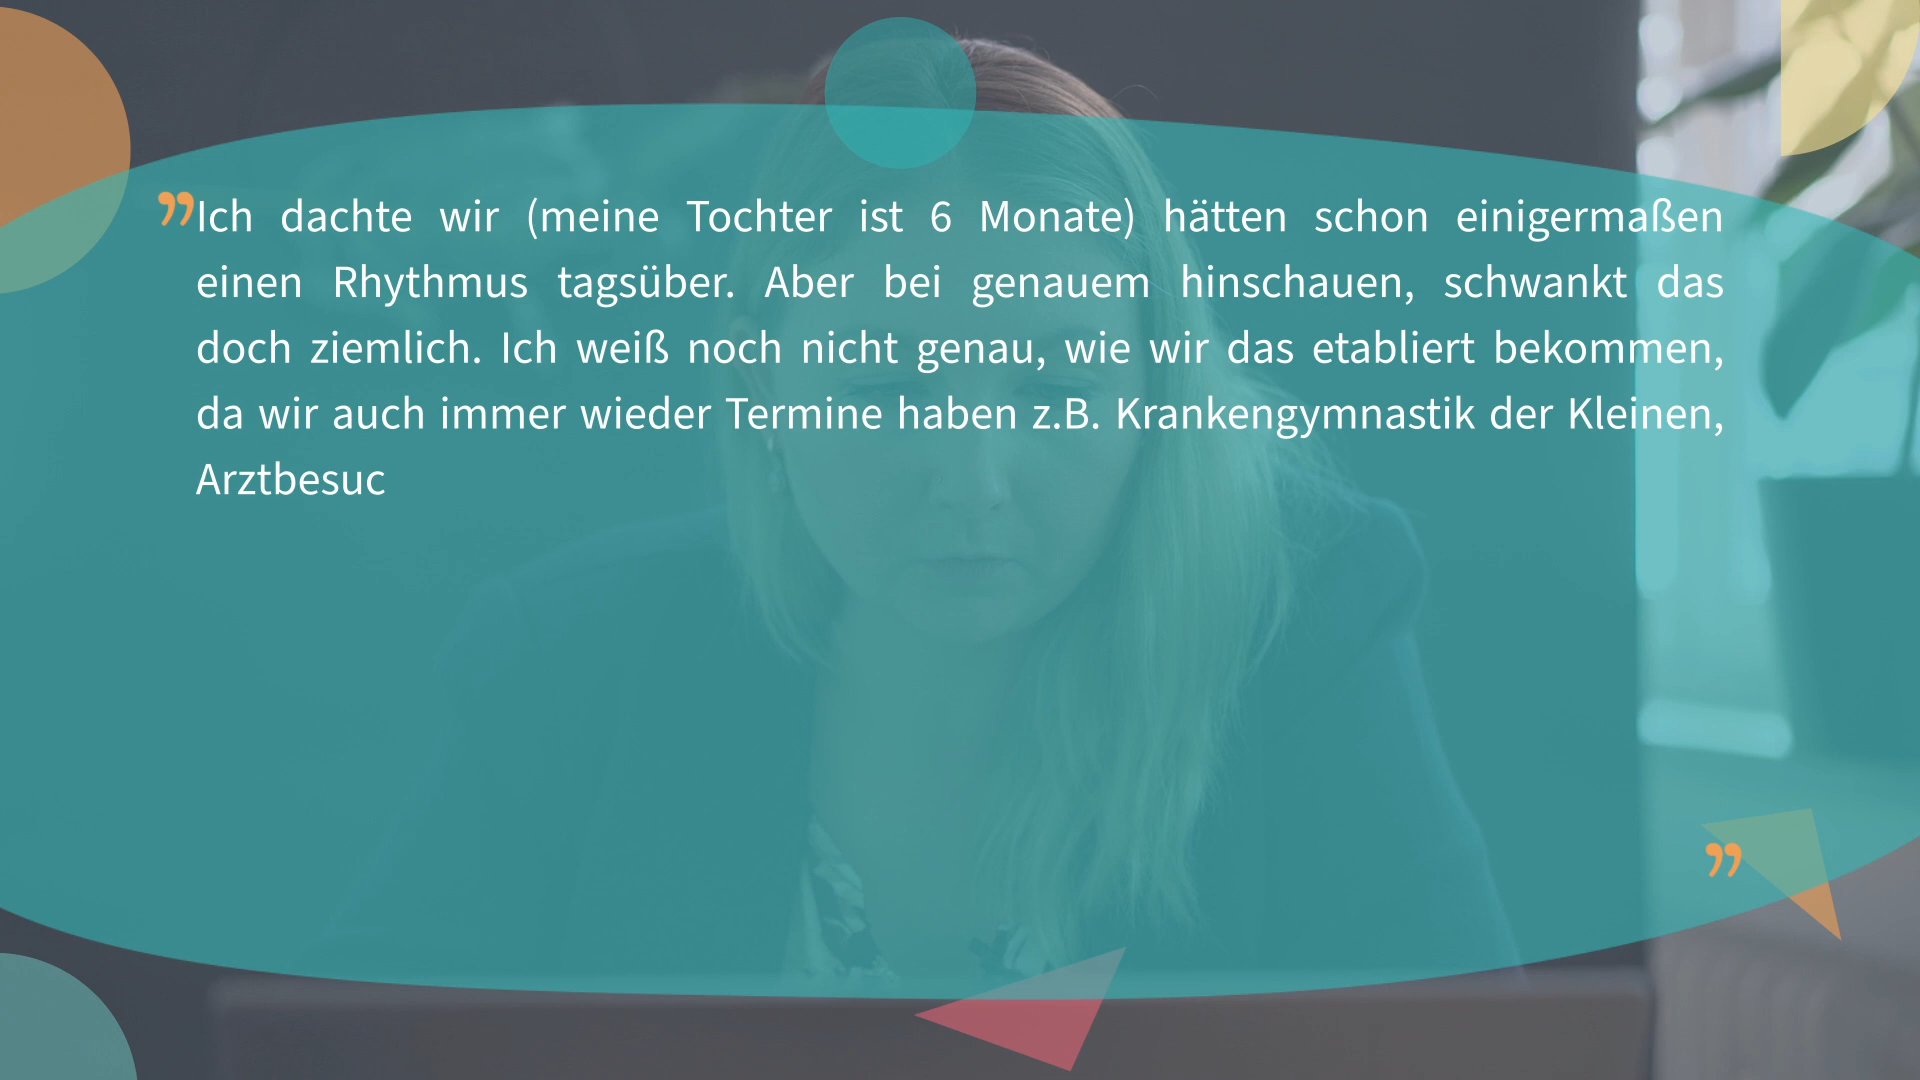 ”Ich dachte wir (meine Tochter ist 6 Monate) hätten schon einigermaßen
einen Rhythmus tagsüber. Aber bei genauem hinschauen, schwankt das
doch ziemlich. Ich weiß noch nicht genau, wie wir das etabliert bekommen,
da wir auch immer wieder Termine haben z.B. Krankengymnastik der Kleinen,
Arztbesuc
”